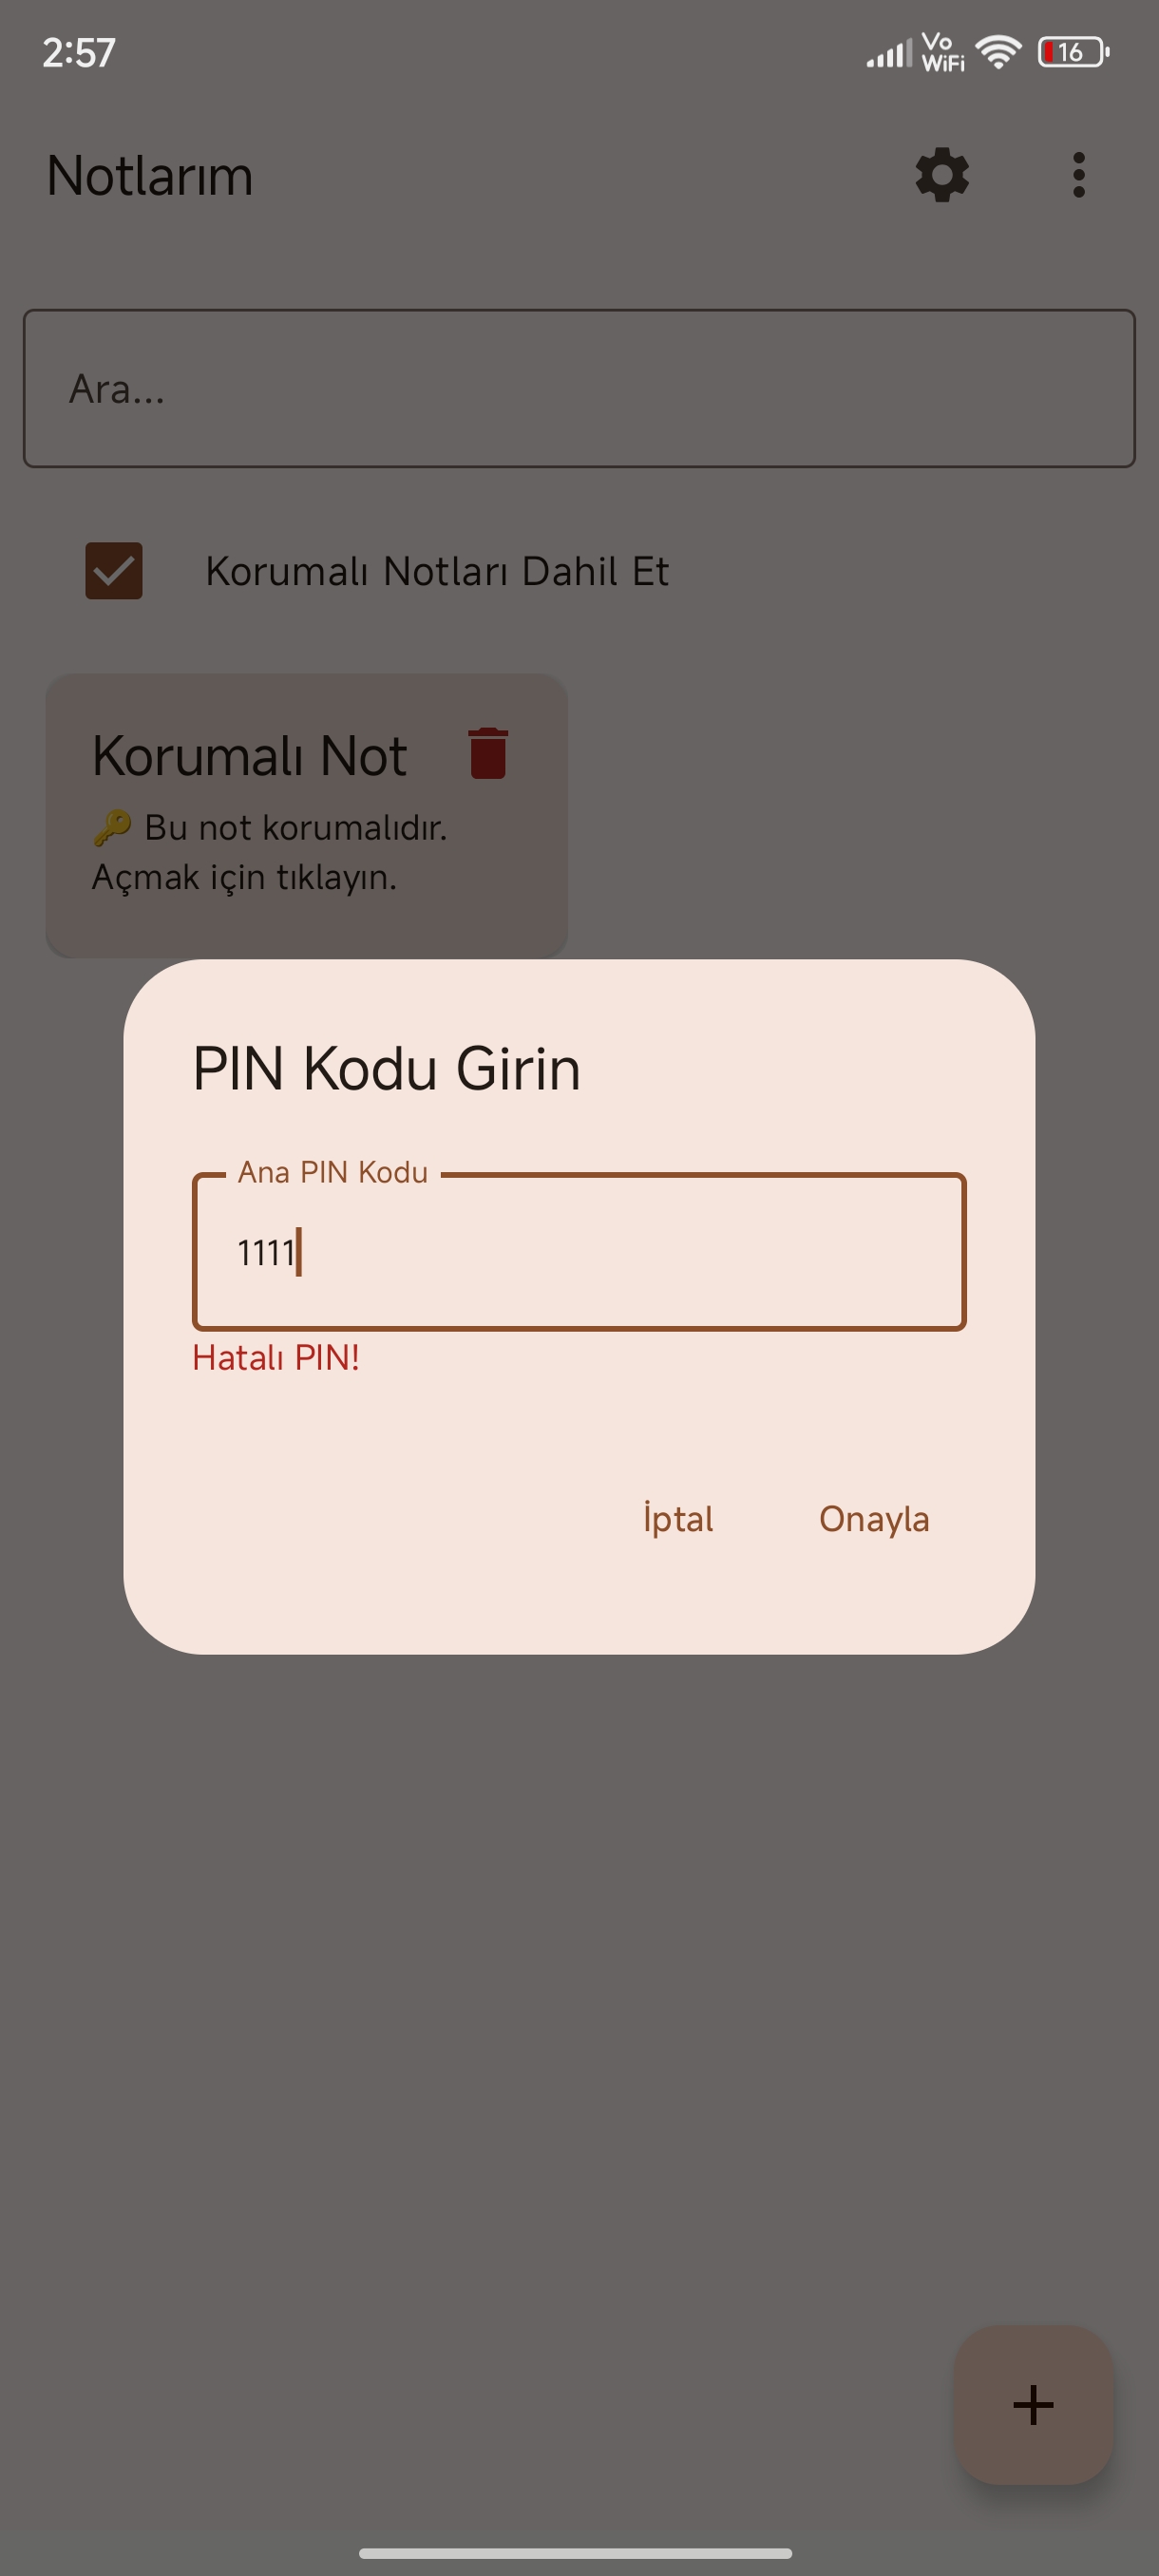 2:57
Vo
WiFi
16
Notlarım
Ara...
Korumalı Notları Dahil Et
Korumalı Not
🔑 Bu not korumalıdır.
Açmak için tıklayın.
PIN Kodu Girin
Ana PIN Kodu
1111
Hatalı PIN!
İptal
Onayla